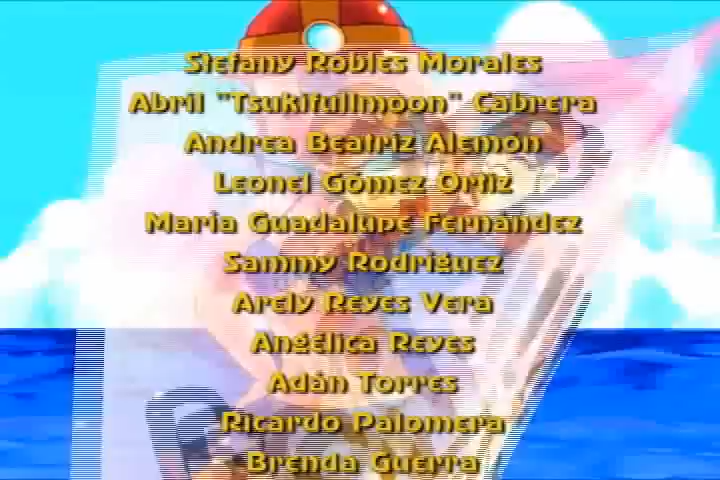 Stefany Robles Morales
Abril "Tsukifullmoon" Cabrera
Andrea Beatriz Alemón
Leonel Gómez Ortiz
María Guadalupe Fernández
Sammy Rodríguez
Arely Reyes Vera
Angélica Reyes
Adán Torres
Ricardo Palomera
Brenda Guerra